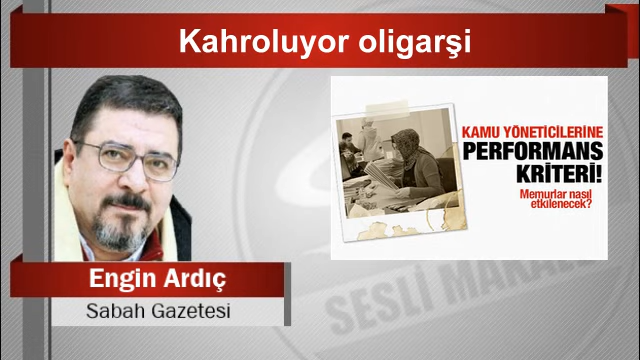 Kahroluyor oligarşi
KAMU YÖNETİCİLERİNE
PERFORMANS
KRİTERİ!
Memurlar nasıl
etkilenecek?
Engin Ardıç
Sabah Gazetesi
SESLİ MAKALE